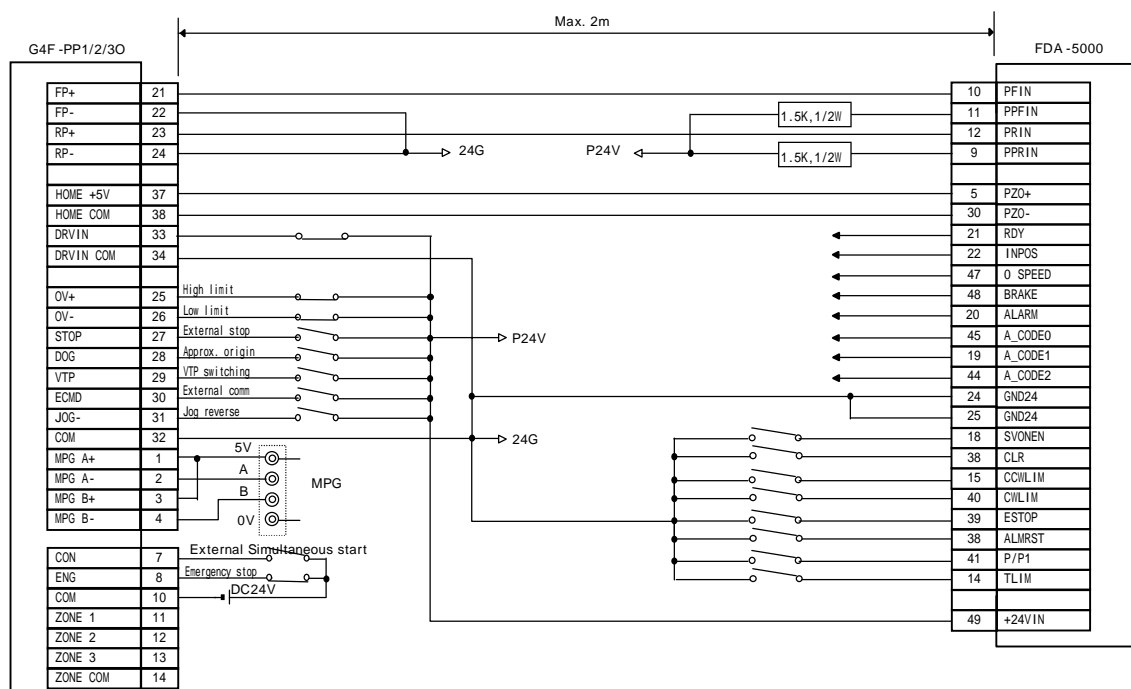 Max. 2m
G4F -PP1/2/3O
FDA -5000
FP+ 21
FP- 22
RP+ 23
RP- 24
HOME +5V 37
HOME COM 38
DRVIN 33
DRVIN COM 34
OV+ 25
OV- 26
STOP 27
DOG 28
VTP 29
ECMD 30
JOG- 31
COM 32
MPG A+ 1
MPG A- 2
MPG B+ 3
MPG B- 4
CON 7
ENG 8
COM 10
ZONE 1 11
ZONE 2 12
ZONE 3 13
ZONE COM 14
24G
P24V
1.5K,1/2W
1.5K,1/2W
High limit
Low limit
External stop
Approx. origin
VTP switching
External comm
Jog reverse
P24V
24G
5V
A
B
0V
MPG
External Simultaneous start
Emergency stop
DC24V
10 PFIN
11 PPFIN
12 PRIN
9 PPRIN
5 PZO+
30 PZO-
21 RDY
22 INPOS
47 0 SPEED
48 BRAKE
20 ALARM
45 A_CODE0
19 A_CODE1
44 A_CODE2
24 GND24
25 GND24
18 SVONEN
38 CLR
15 CCWLIM
40 CWLIM
39 ESTOP
38 ALMRST
41 P/P1
14 TLIM
49 +24VIN